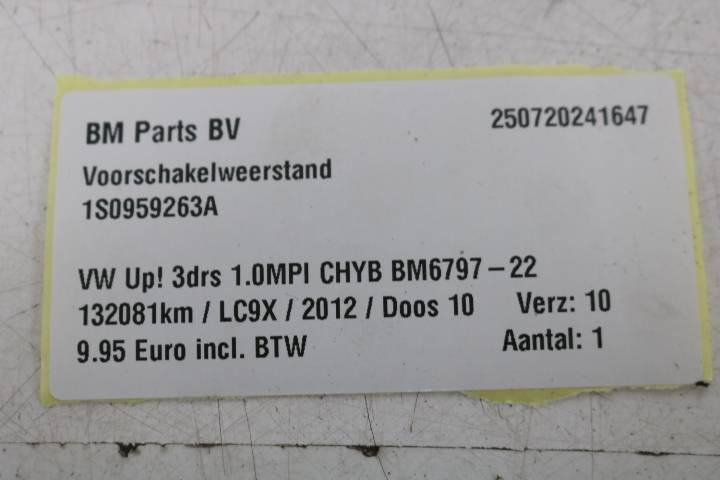 BM Parts BV 250720241647
Voorschakelweerstand
1S0959263A
VW Up! 3drs 1.0MPI CHYB BM6797-22
132081km / LC9X / 2012 / Doos 10 Verz: 10
9.95 Euro incl. BTW Aantal: 1